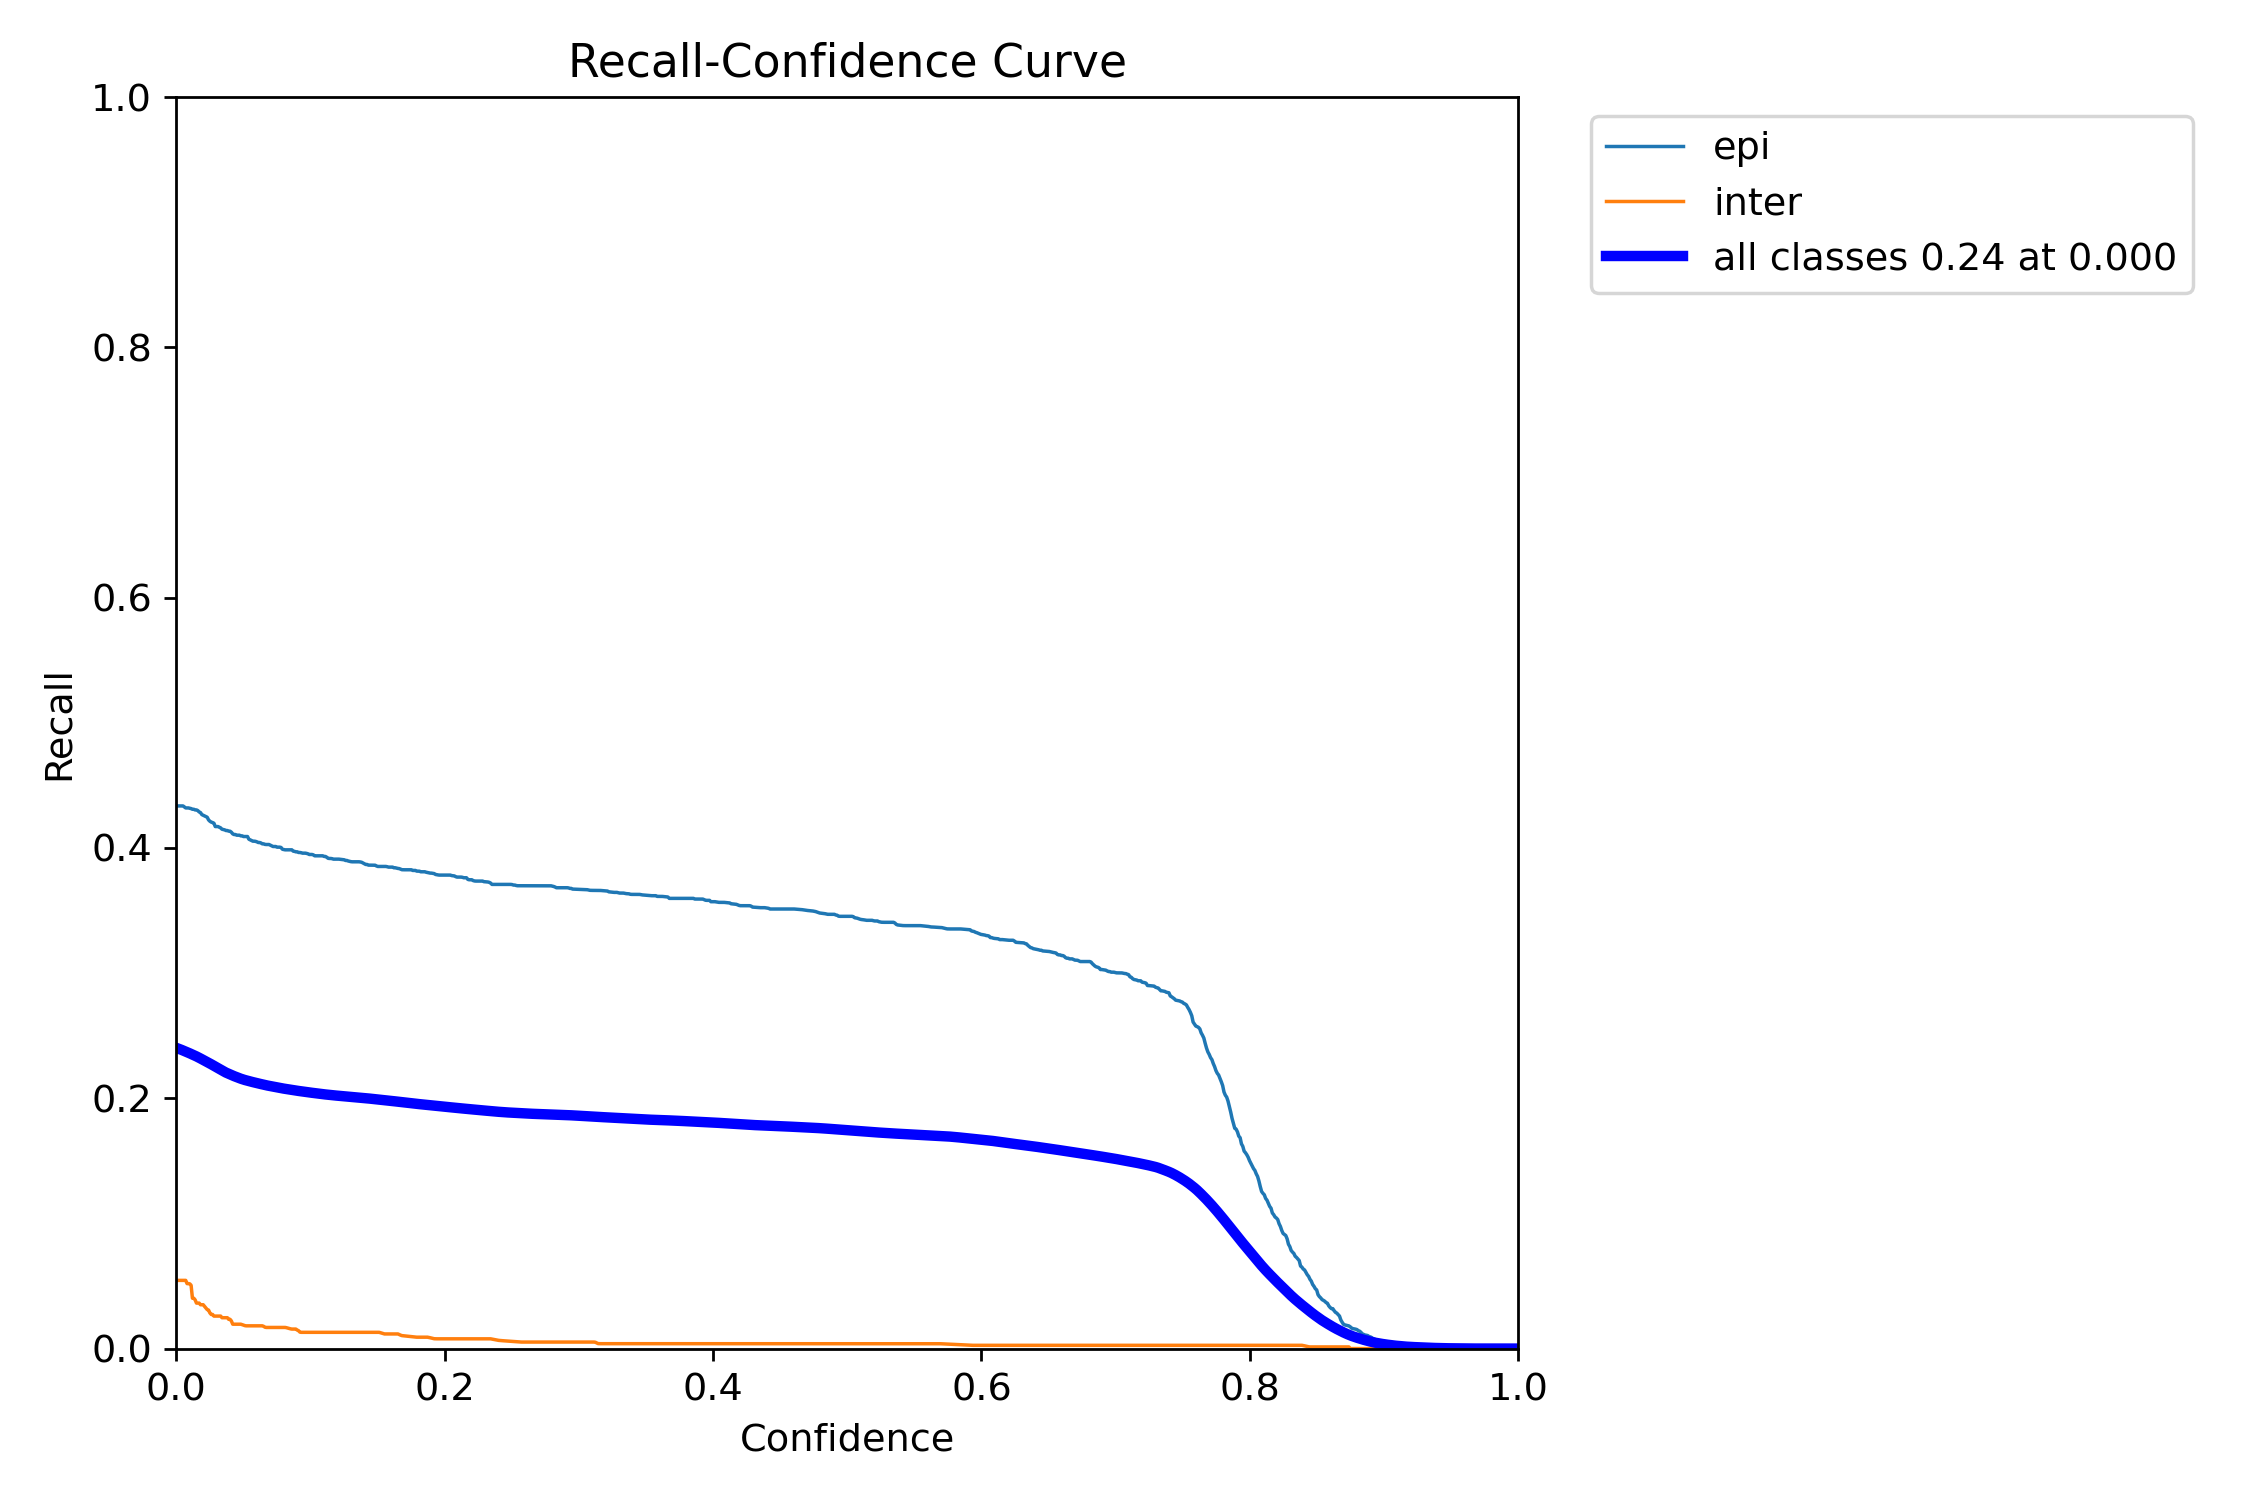 Recall-Confidence Curve
1.0
0.8
0.6
0.4
0.2
0.0
Recall
0.0 0.2 0.4 0.6 0.8 1.0
Confidence
epi
inter
all classes 0.24 at 0.000